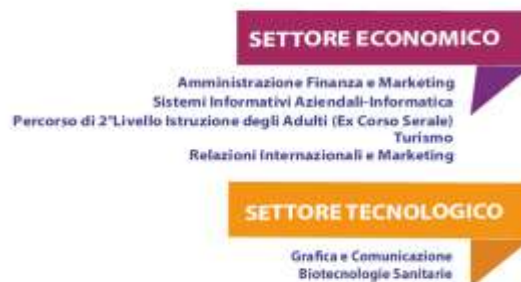 SETTORE ECONOMICO
Amministrazione Finanza e Marketing
Sistemi Informativi Aziendali-Informatica
Percorso di 2°Livello Istruzione degli Adulti (Ex Corso Serale)
Turismo
Relazioni Internazionali e Marketing
SETTORE TECNOLOGICO
Grafica e Comunicazione
Biotecnologie Sanitarie